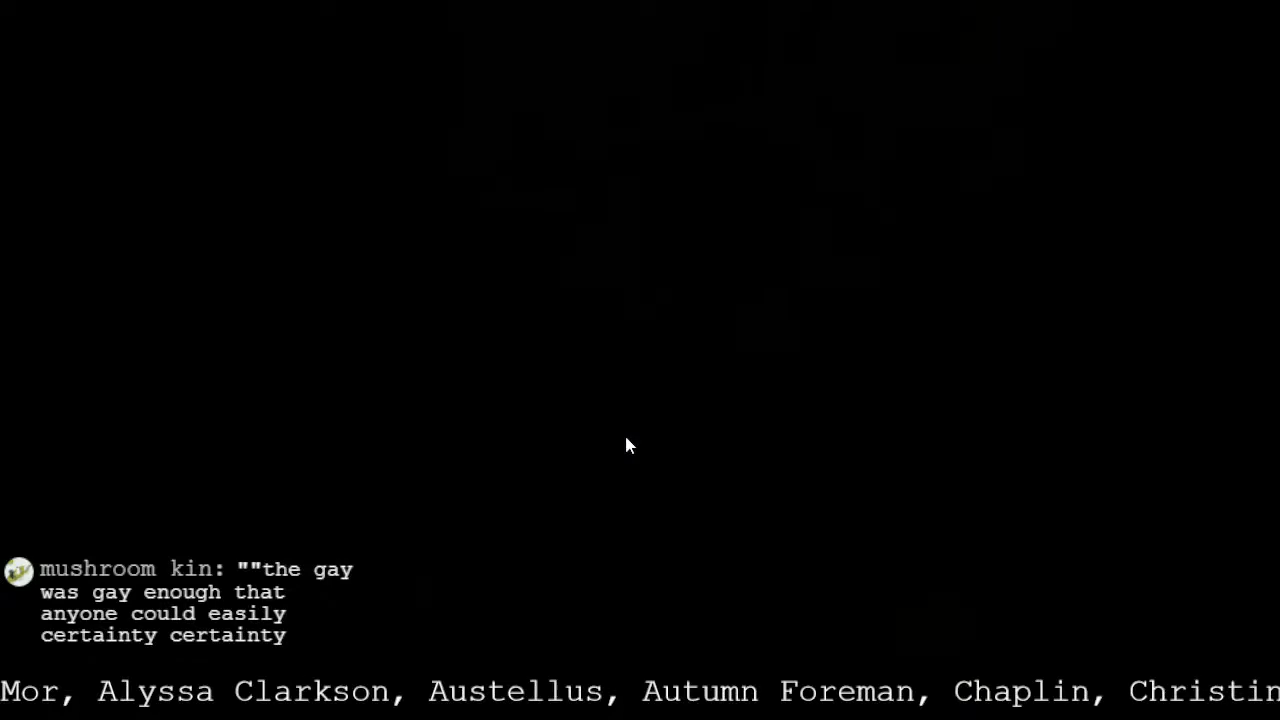 mushroom kin: ""the gay
was gay enough that
anyone could easily
certainty certainty
Mor, Alyssa Clarkson, Austellus, Autumn Foreman, Chaplin, Christin